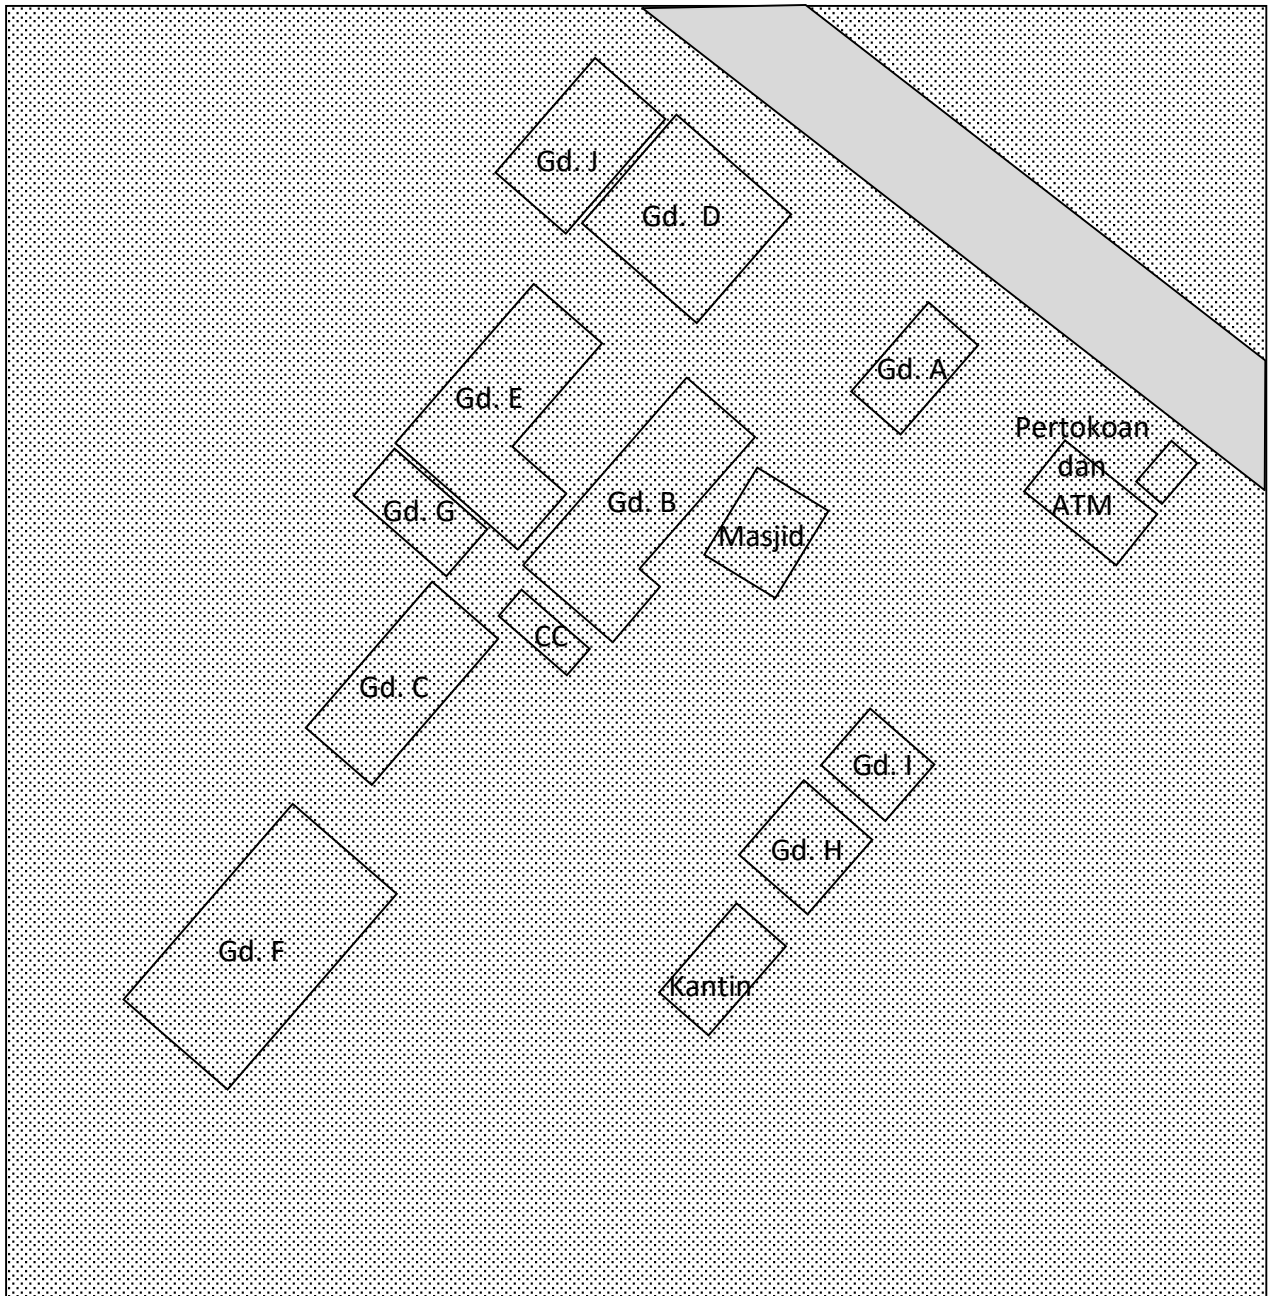 Gd. J
Gd.  D
Gd. A
Gd. E
Pertokoan
dan
ATM
Gd. B
Gd. G
Masjid
CC
Gd. C
Gd. I
Gd. H
Gd. F
Kantin